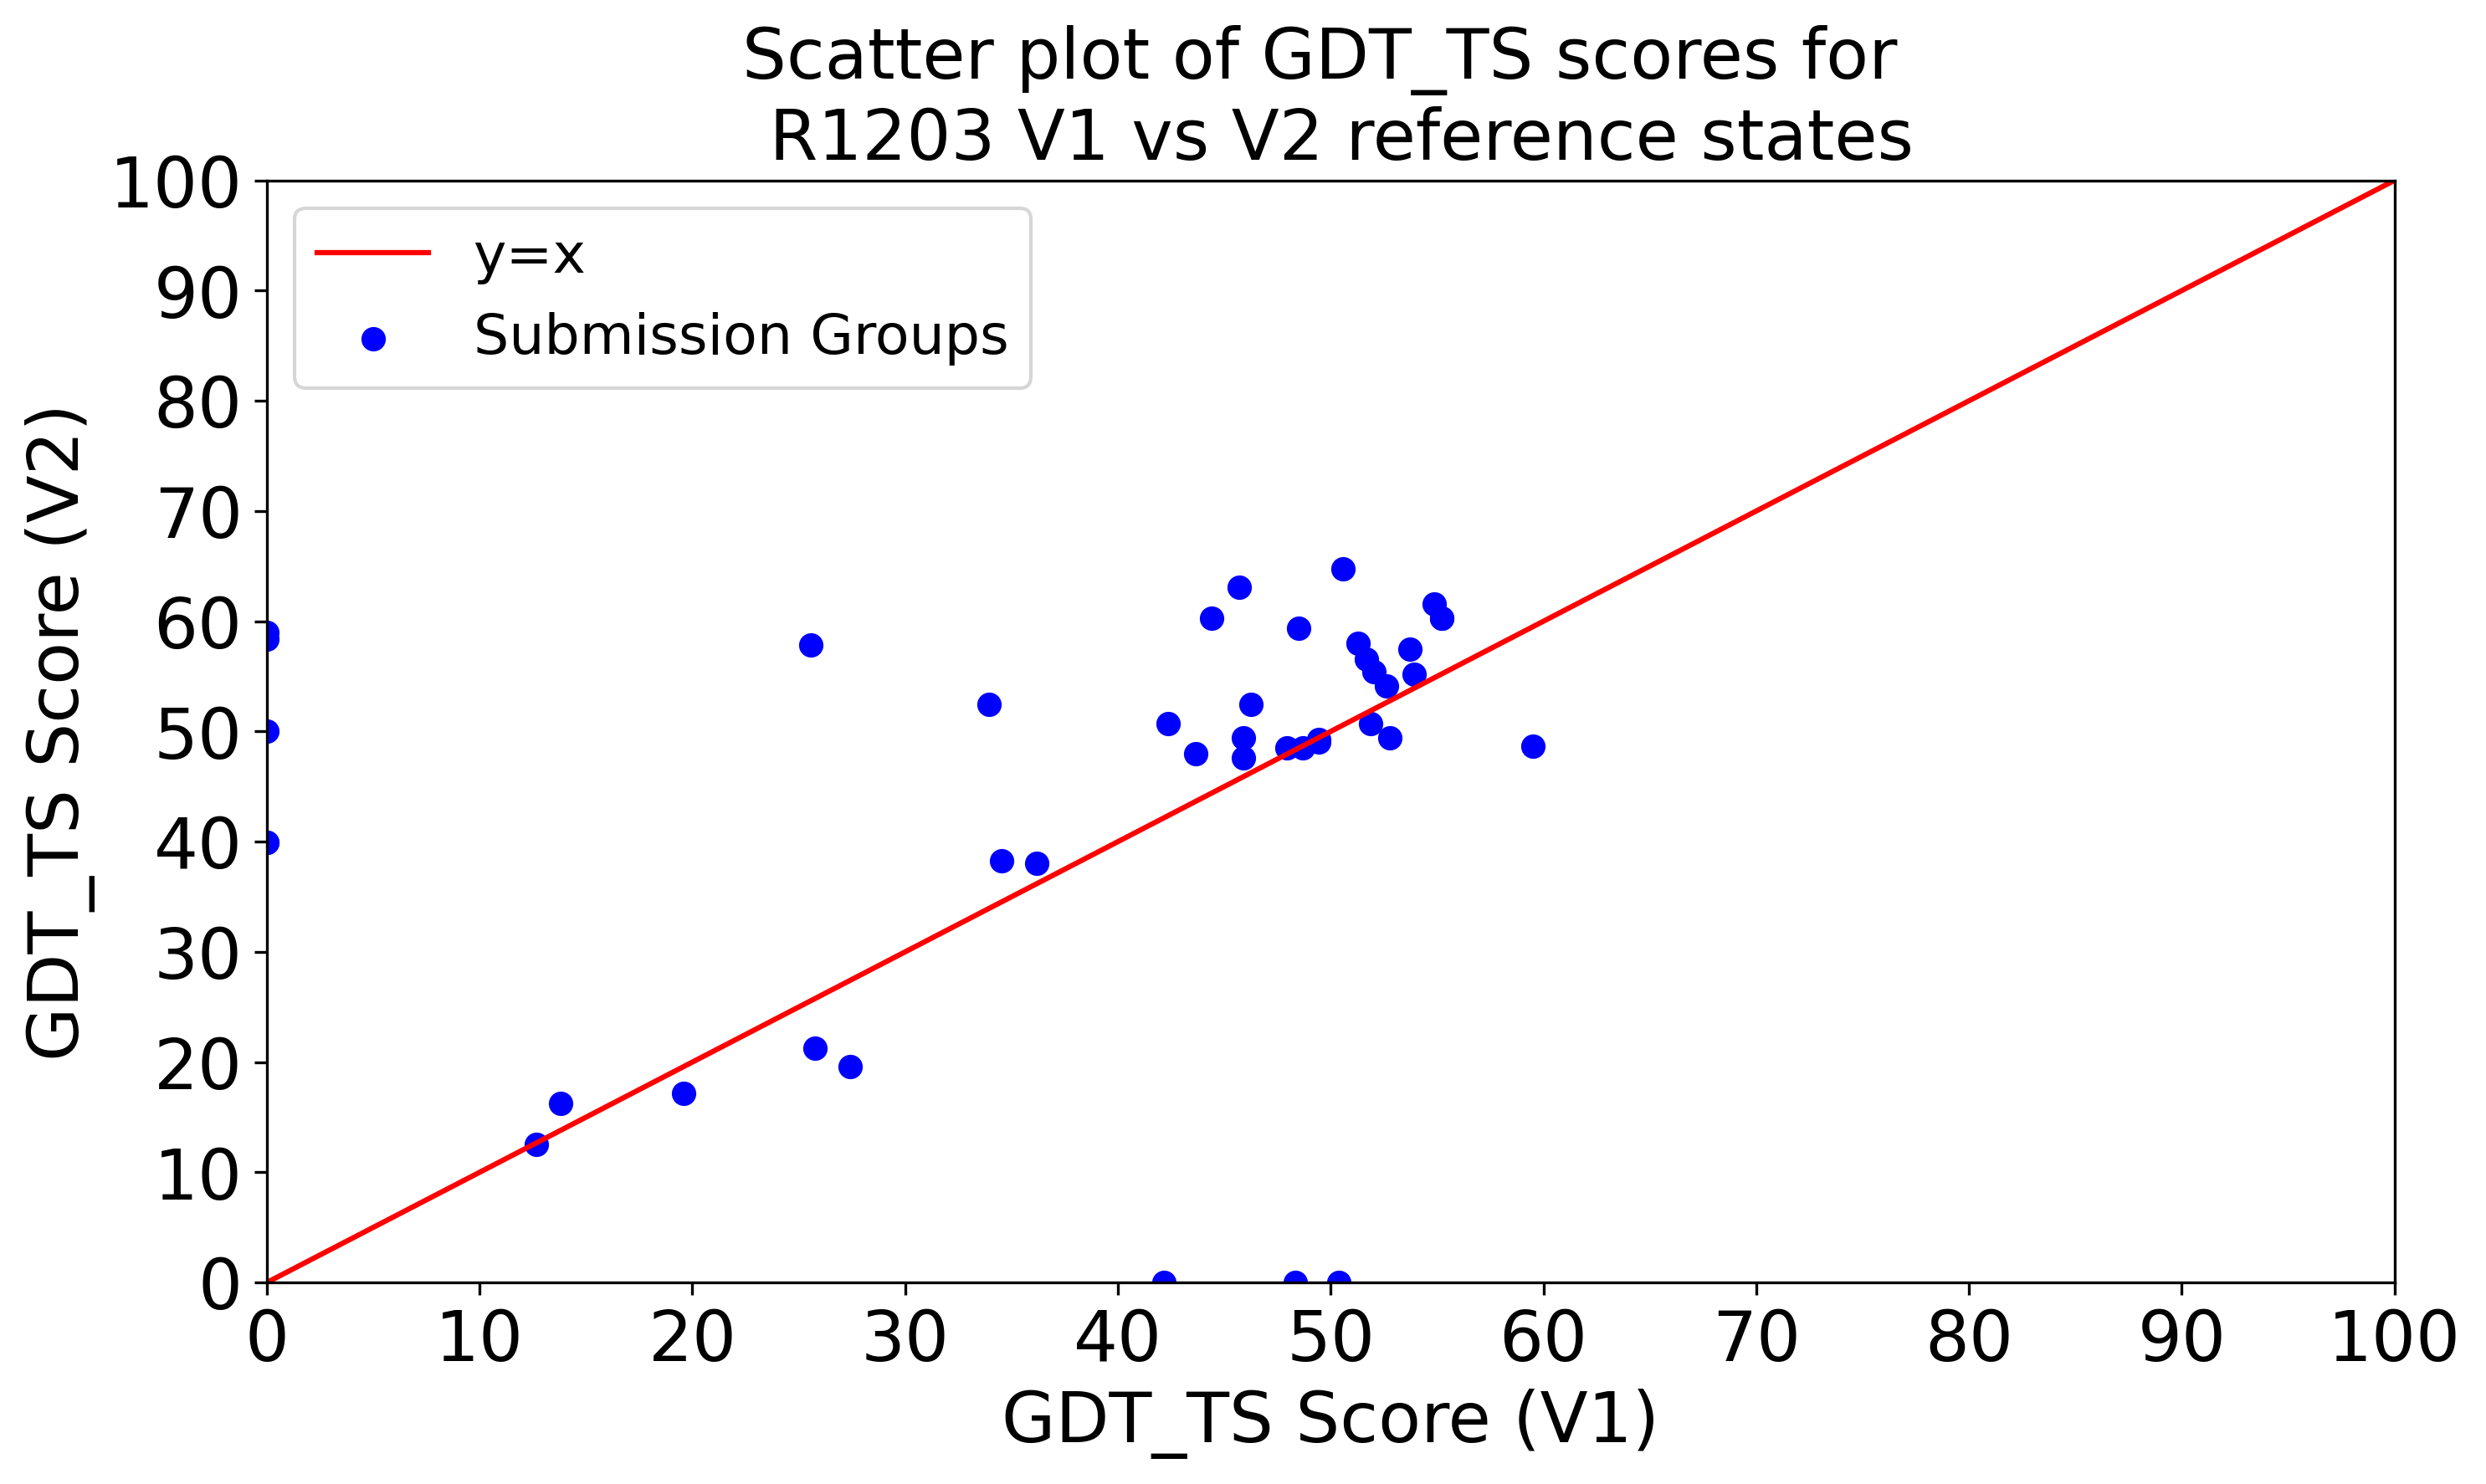 Scatter plot of GDT_TS scores for
R1203 V1 vs V2 reference states
y=x
Submission Groups
GDT_TS Score (V2)
100
90
80
70
60
50
40
30
20
10
0
0 10 20 30 40 50 60 70 80 90 100
GDT_TS Score (V1)